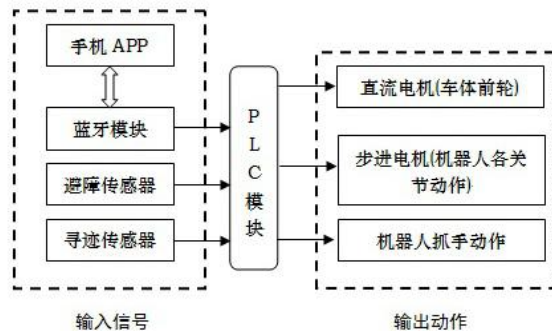 手机 APP
蓝牙模块
避障传感器
寻迹传感器
输入信号
P
L
C
模
块
直流电机(车体前轮)
步进电机(机器人各关
节动作)
机器人抓手动作
输出动作